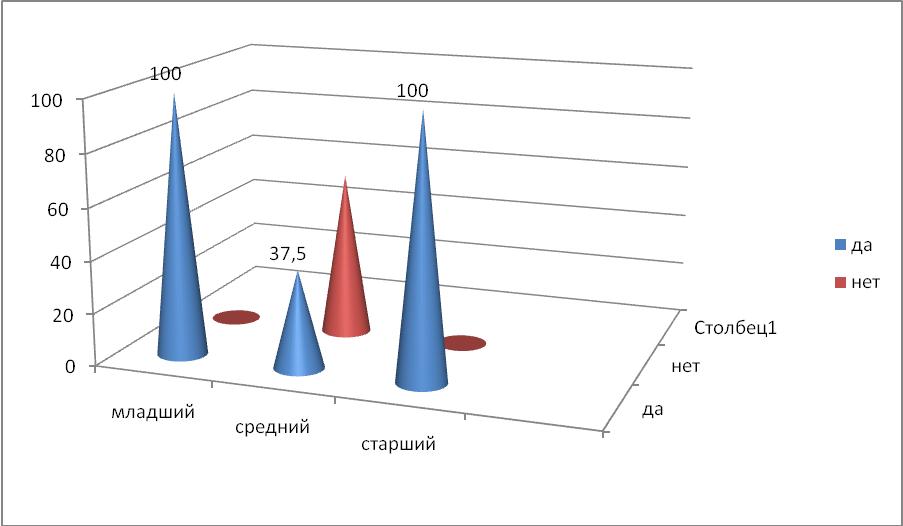 100
100
100
80
60
40
20
0
37,5
младший
средний
старший
да
нет
Столбец1
да
нет